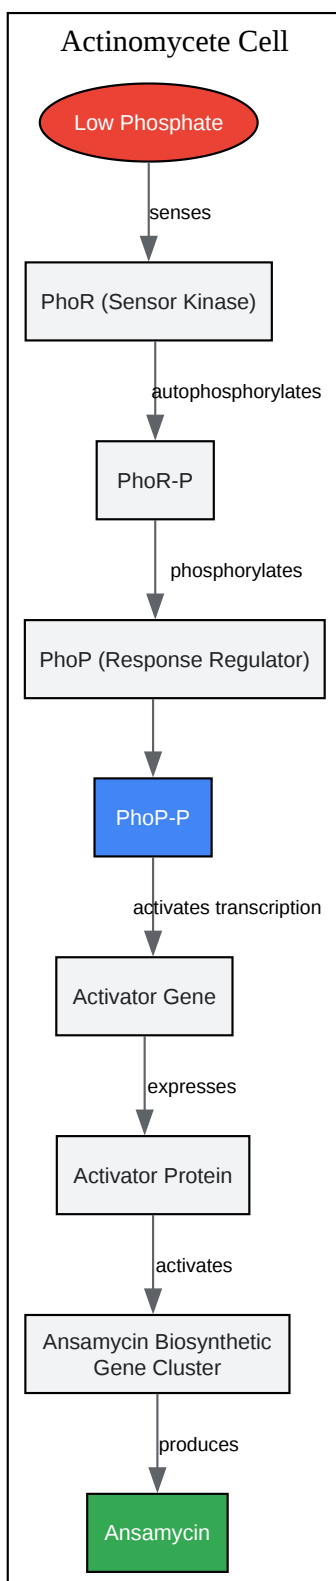 Actinomycete Cell
Low Phosphate
senses
PhoR (Sensor Kinase)
autophosphorylates
PhoR-P
phosphorylates
PhoP (Response Regulator)
PhoP-P
activates transcription
Activator Gene
expresses
Activator Protein
activates
Ansamycin Biosynthetic
Gene Cluster
produces
Ansamycin